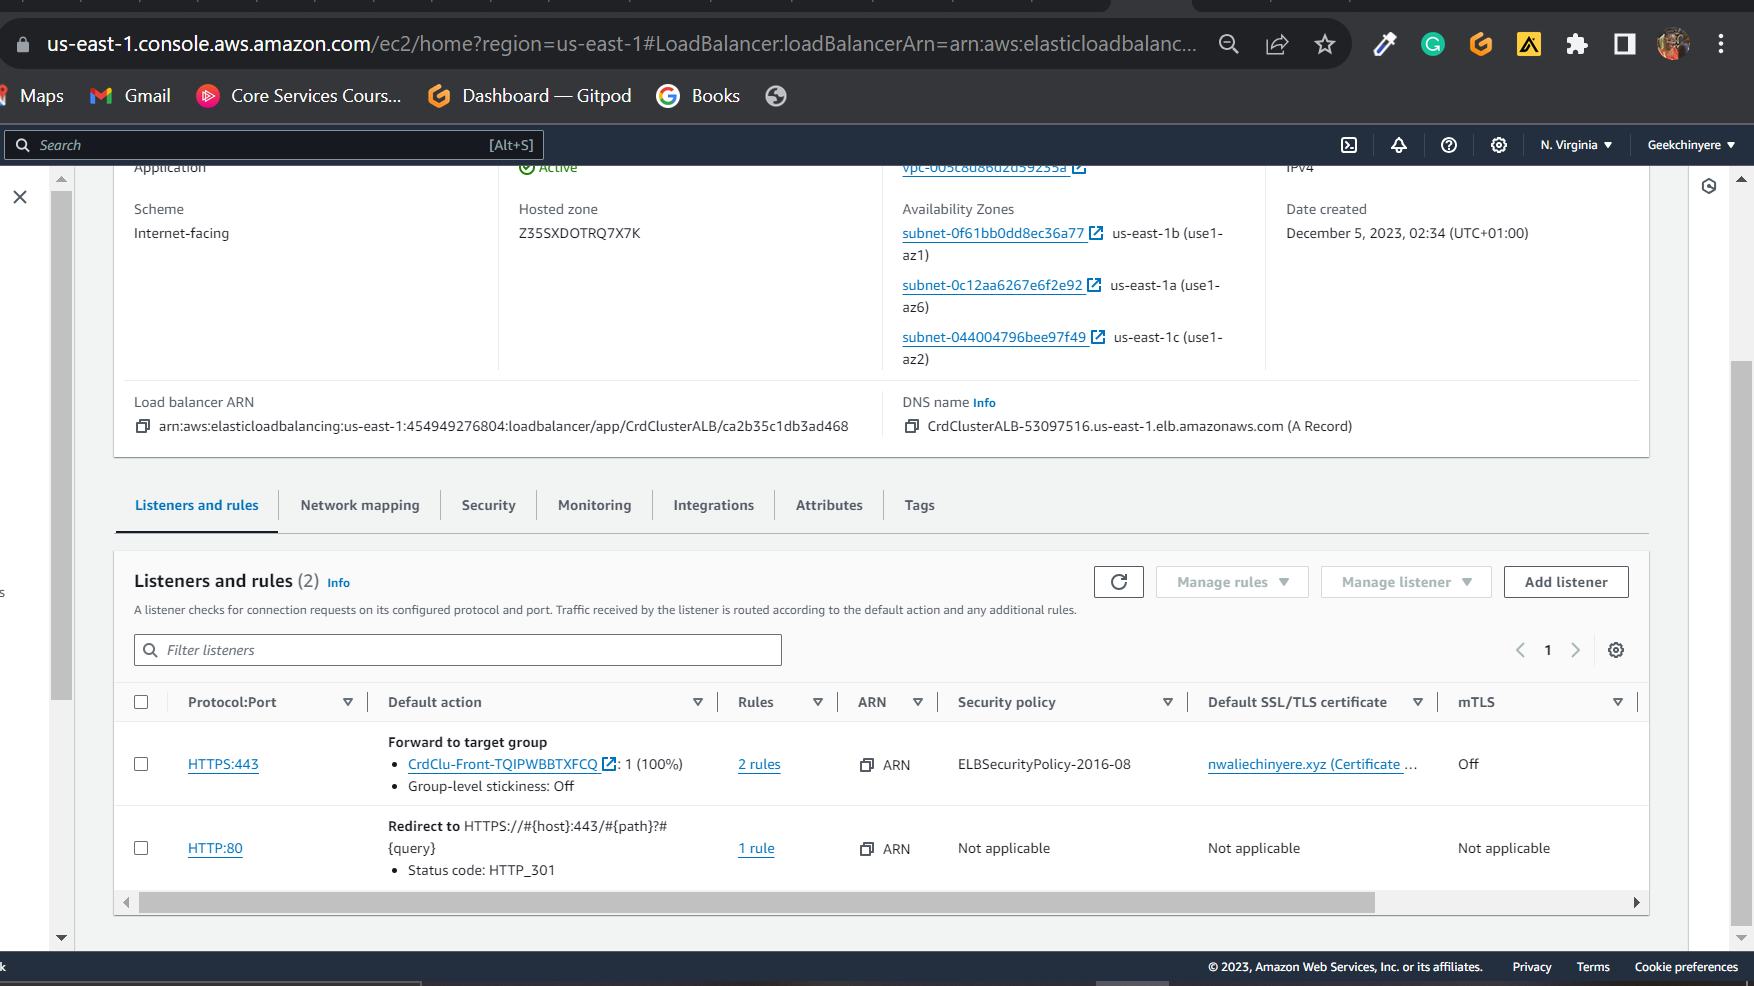 us-east-1.console.aws.amazon.com/ec2/home?region=us-east-1#LoadBalancer:loadBalancerArn=arn:aws:elasticloadbalanc...
Maps
Gmail
Core Services Cours...
Dashboard — Gitpod
Books
Search
[Alt+S]
N. Virginia
Geekchinyere
Application
Active
vpc-005c8d86d2d59235a
IPv4
Scheme
Internet-facing
Hosted zone
Z35SXDOTRQ7X7K
Availability Zones
subnet-0f61bb0dd8ec36a77 us-east-1b (use1-
az1)
subnet-0c12aa6267e6f2e92 us-east-1a (use1-
az6)
subnet-044004796bee97f49 us-east-1c (use1-
az2)
Date created
December 5, 2023, 02:34 (UTC+01:00)
Load balancer ARN
arn:aws:elasticloadbalancing:us-east-1:454949276804:loadbalancer/app/CrdClusterALB/ca2b35c1db3ad468
DNS name Info
CrdClusterALB-53097516.us-east-1.elb.amazonaws.com (A Record)
Listeners and rules
Network mapping
Security
Monitoring
Integrations
Attributes
Tags
Listeners and rules (2) Info
Manage rules
Manage listener
Add listener
A listener checks for connection requests on its configured protocol and port. Traffic received by the listener is routed according to the default action and any additional rules.
Filter listeners
1
Protocol:Port
Default action
Rules
ARN
Security policy
Default SSL/TLS certificate
mTLS
HTTPS:443
Forward to target group
• CrdClu-Front-TQIPWBBTXFCQ : 1 (100%)
• Group-level stickiness: Off
2 rules
ARN
ELBSecurityPolicy-2016-08
nwaliechinyere.xyz (Certificate ...
Off
HTTP:80
Redirect to HTTPS://#{host}:443/#{path}?#
{query}
• Status code: HTTP_301
1 rule
ARN
Not applicable
Not applicable
Not applicable
s
k
© 2023, Amazon Web Services, Inc. or its affiliates.
Privacy
Terms
Cookie preferences